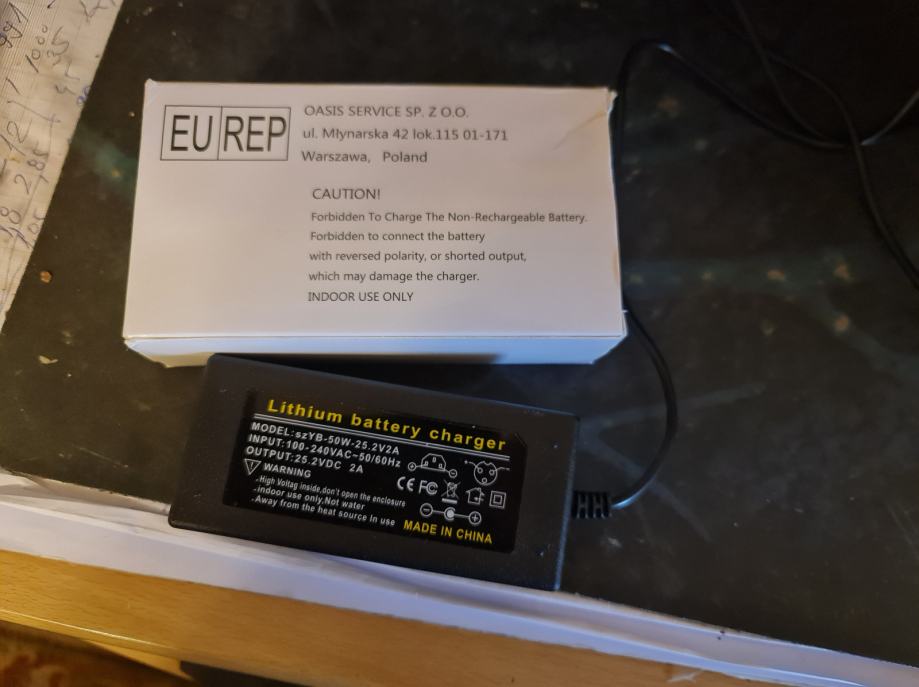 EU REP
OASIS SERVICE SP. Z O.O.
ul. Młynarska 42 lok.115 01-171
Warszawa, Poland
CAUTION!
Forbidden To Charge The Non-Rechargeable Battery.
Forbidden to connect the battery
with reversed polarity, or shorted output,
which may damage the charger.
INDOOR USE ONLY
Lithium battery charger
MODEL:szYB-50W-25.2V2A
INPUT:100-240VAC~50/60Hz
OUTPUT:25.2VDC 2A
WARNING
-High Voltag inside,don't open the enclosure
-indoor use only.Not water
-Away from the heat source In use
CE FC
MADE IN CHINA